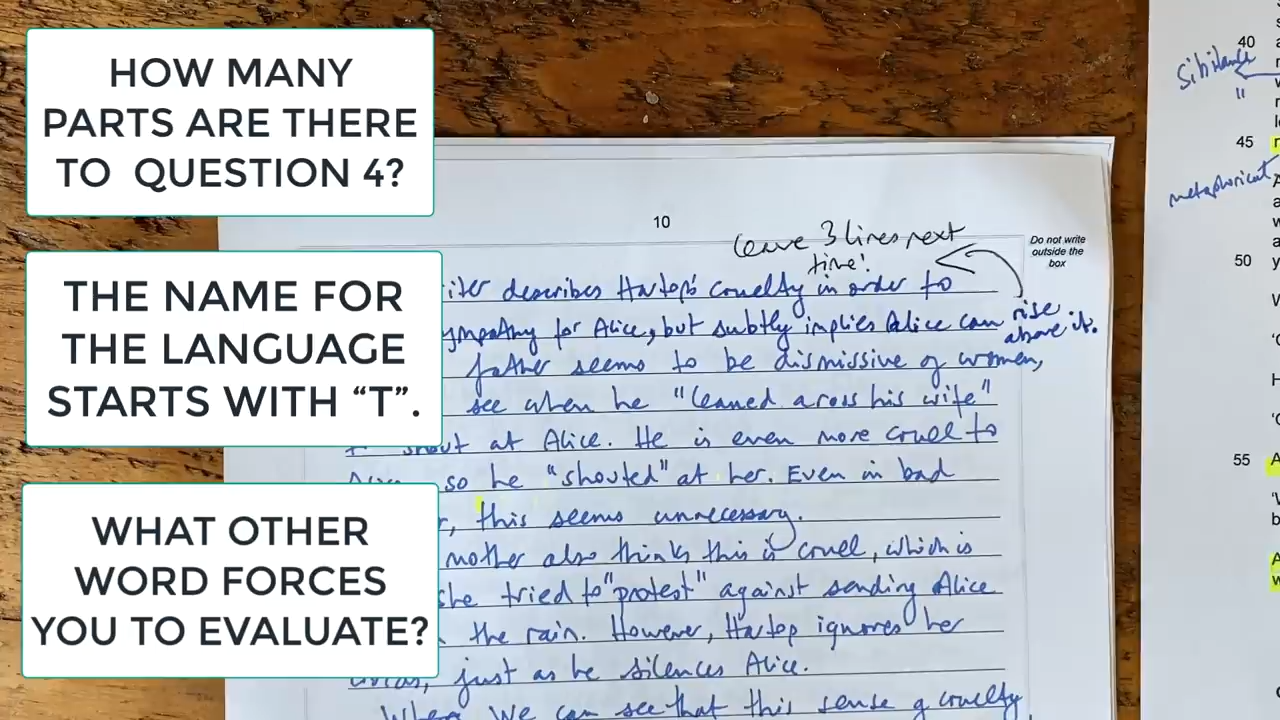 HOW MANY
PARTS ARE THERE
TO QUESTION 4?
THE NAME FOR
THE LANGUAGE
STARTS WITH “T”.
WHAT OTHER
WORD FORCES
YOU TO EVALUATE?
10
Do not write
outside the
box
leave 3 lines next
time!
iter describes Hartop's cruelty in order to
ympathy for Alice, but subtly implies Alice can rise
above it.
father seems to be dismissive of women,
see when he "leaned across his wife"
shout at Alice. He is even more cruel to
so he "shouted" at her. Even in bad
r, this seems unnecessary.
mother also thinks this is cruel, which is
she tried to "protest" against sending Alice
the rain. However, Hartop ignores her
just as he silences Alice.
We can see that this sense of cruelty
40
Sibilance
"
45
metaphorical
50
55